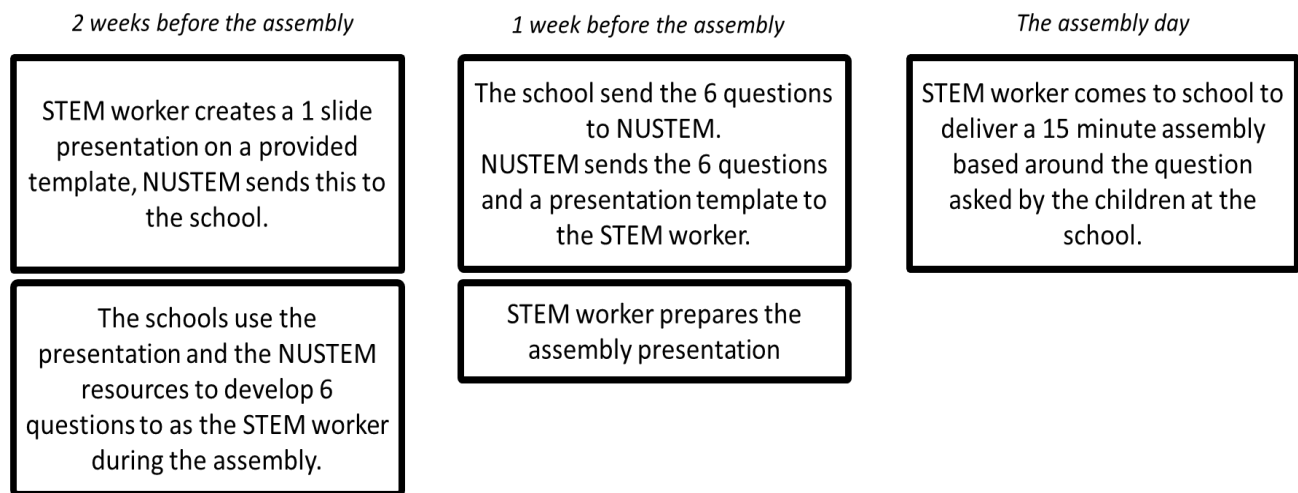 2 weeks before the assembly
STEM worker creates a 1 slide
presentation on a provided
template, NUSTEM sends this to
the school.
The schools use the
presentation and the NUSTEM
resources to develop 6
questions to as the STEM worker
during the assembly.
1 week before the assembly
The school send the 6 questions
to NUSTEM.
NUSTEM sends the 6 questions
and a presentation template to
the STEM worker.
STEM worker prepares the
assembly presentation
The assembly day
STEM worker comes to school to
deliver a 15 minute assembly
based around the question
asked by the children at the
school.